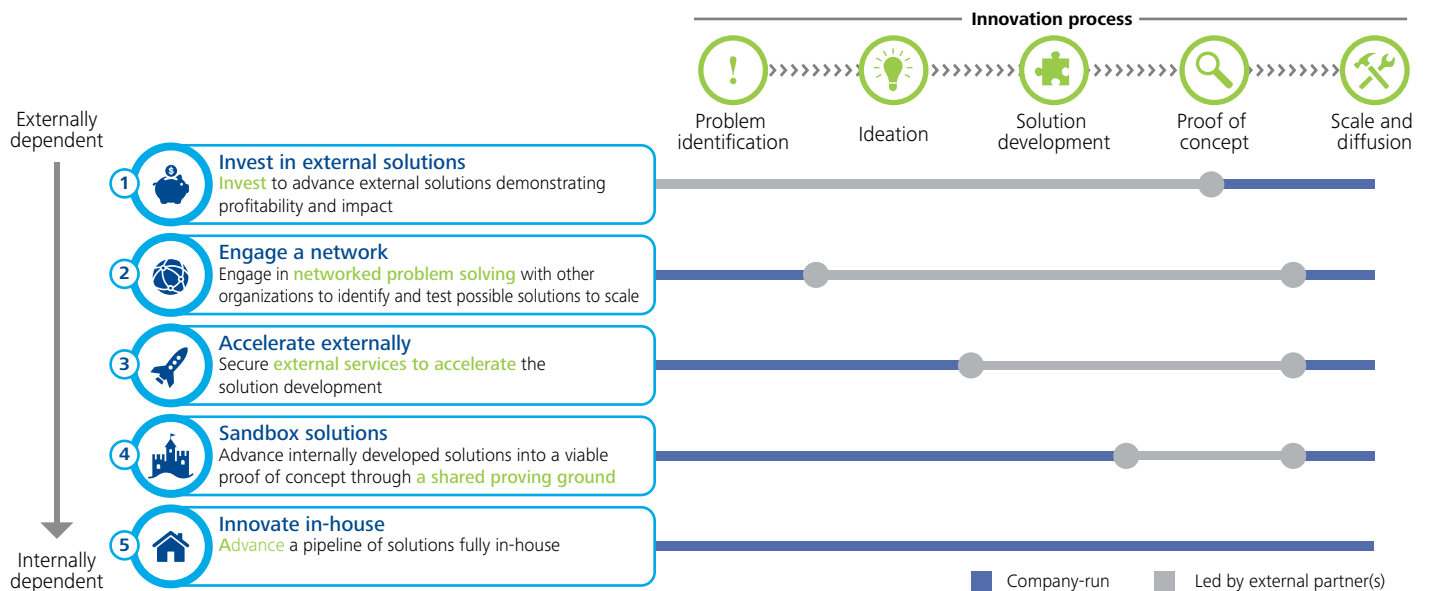 Innovation process
!
Problem
identification
Ideation
Solution
development
Proof of
concept
Scale and
diffusion
Externally
dependent
1
$
Invest in external solutions
Invest to advance external solutions demonstrating
profitability and impact
2
Engage a network
Engage in networked problem solving with other
organizations to identify and test possible solutions to scale
3
Accelerate externally
Secure external services to accelerate the
solution development
4
Sandbox solutions
Advance internally developed solutions into a viable
proof of concept through a shared proving ground
5
Innovate in-house
Advance a pipeline of solutions fully in-house
Internally
dependent
Company-run
Led by external partner(s)